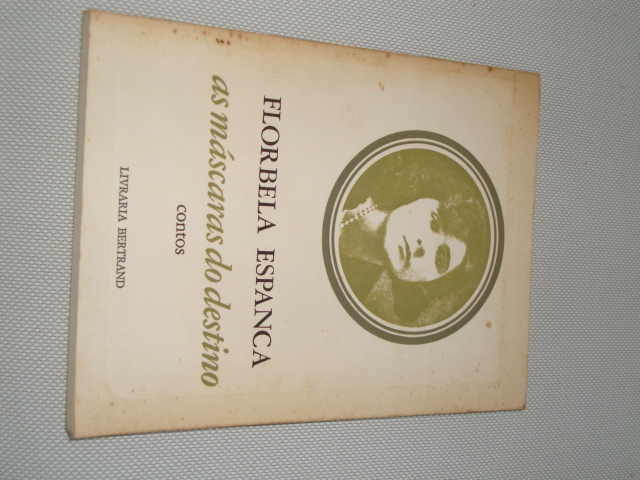 FLORBELA ESPANCA
as máscaras do destino
contos
LIVRARIA BERTRAND